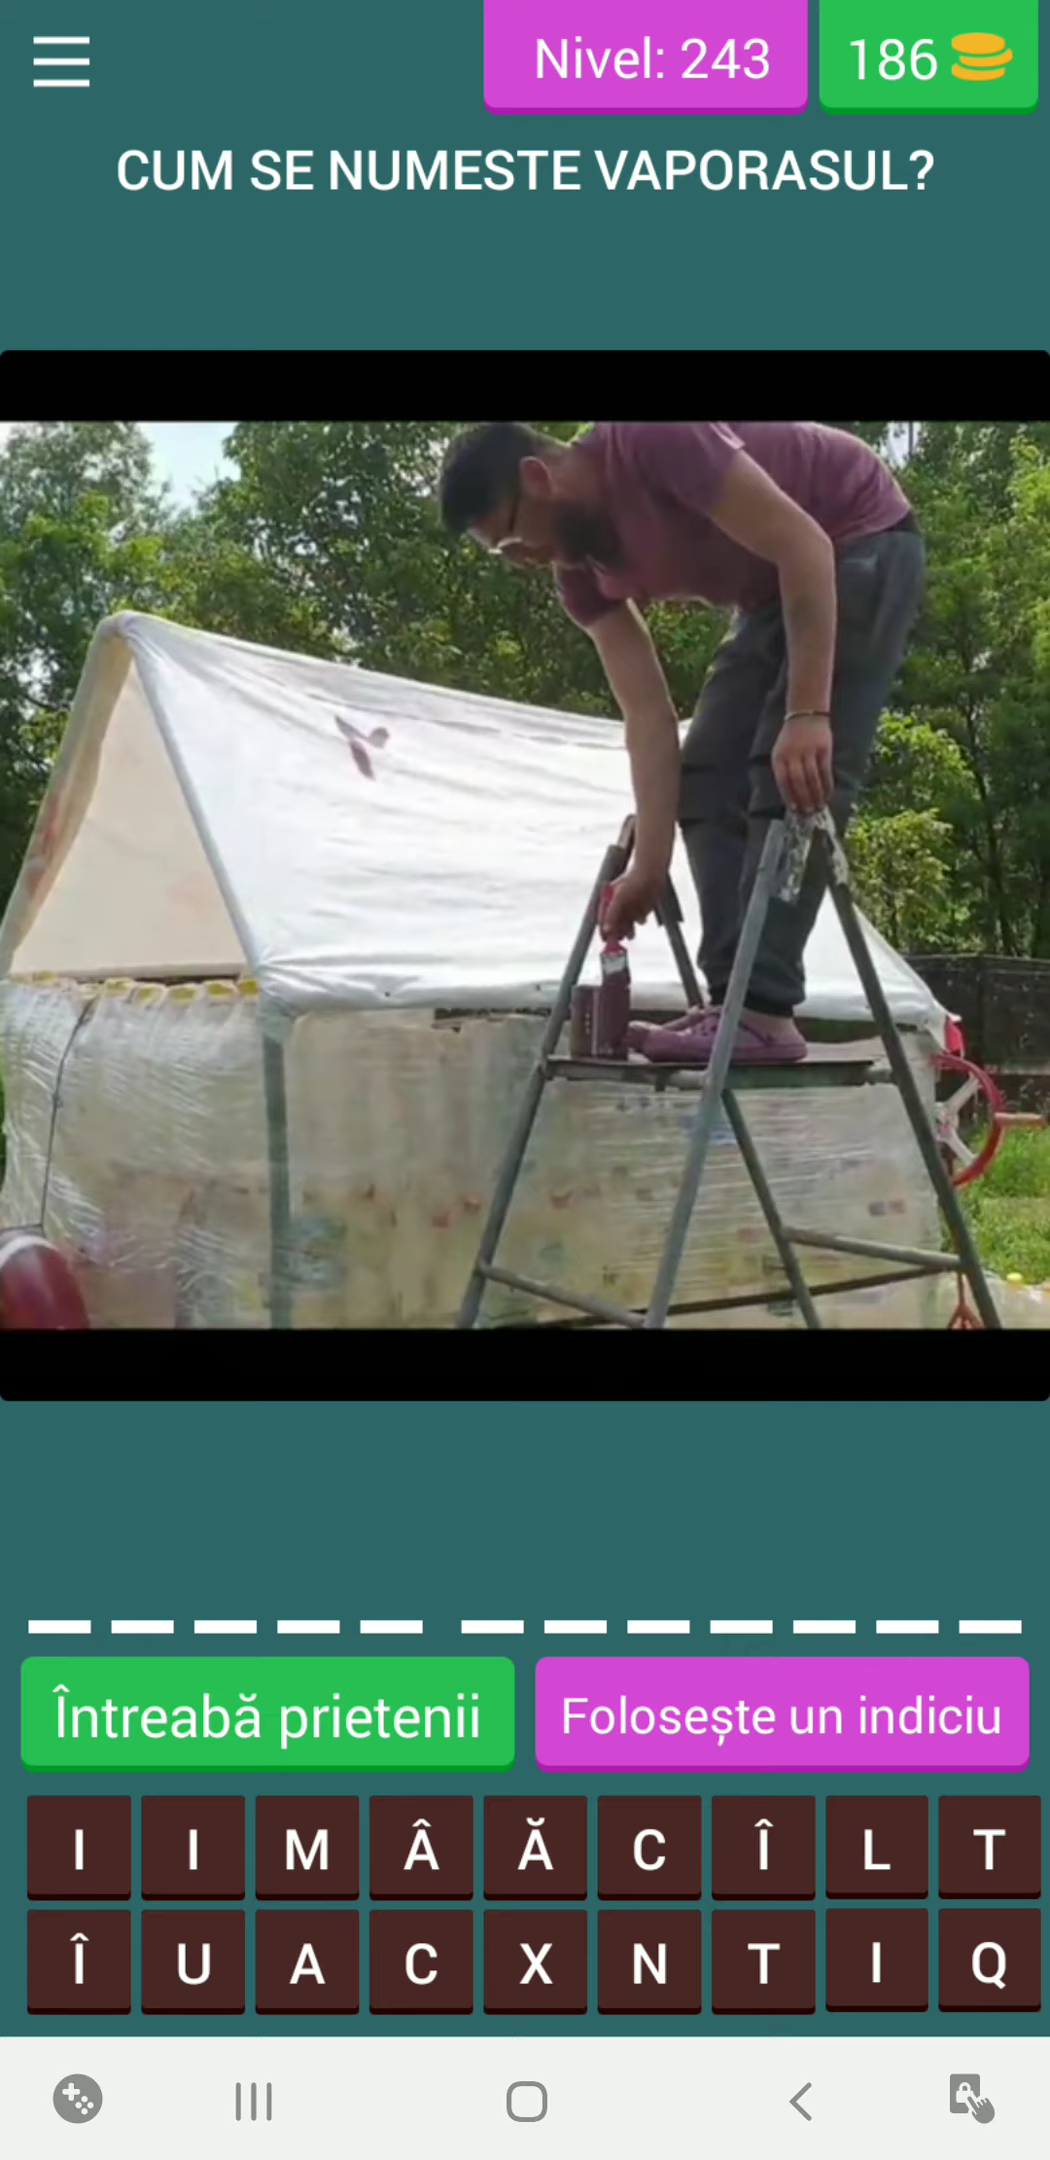 Nivel: 243
186
CUM SE NUMESTE VAPORASUL?
Întreabă prietenii
Folosește un indiciu
I I M Â Ă C Î L T
Î U A C X N T I Q